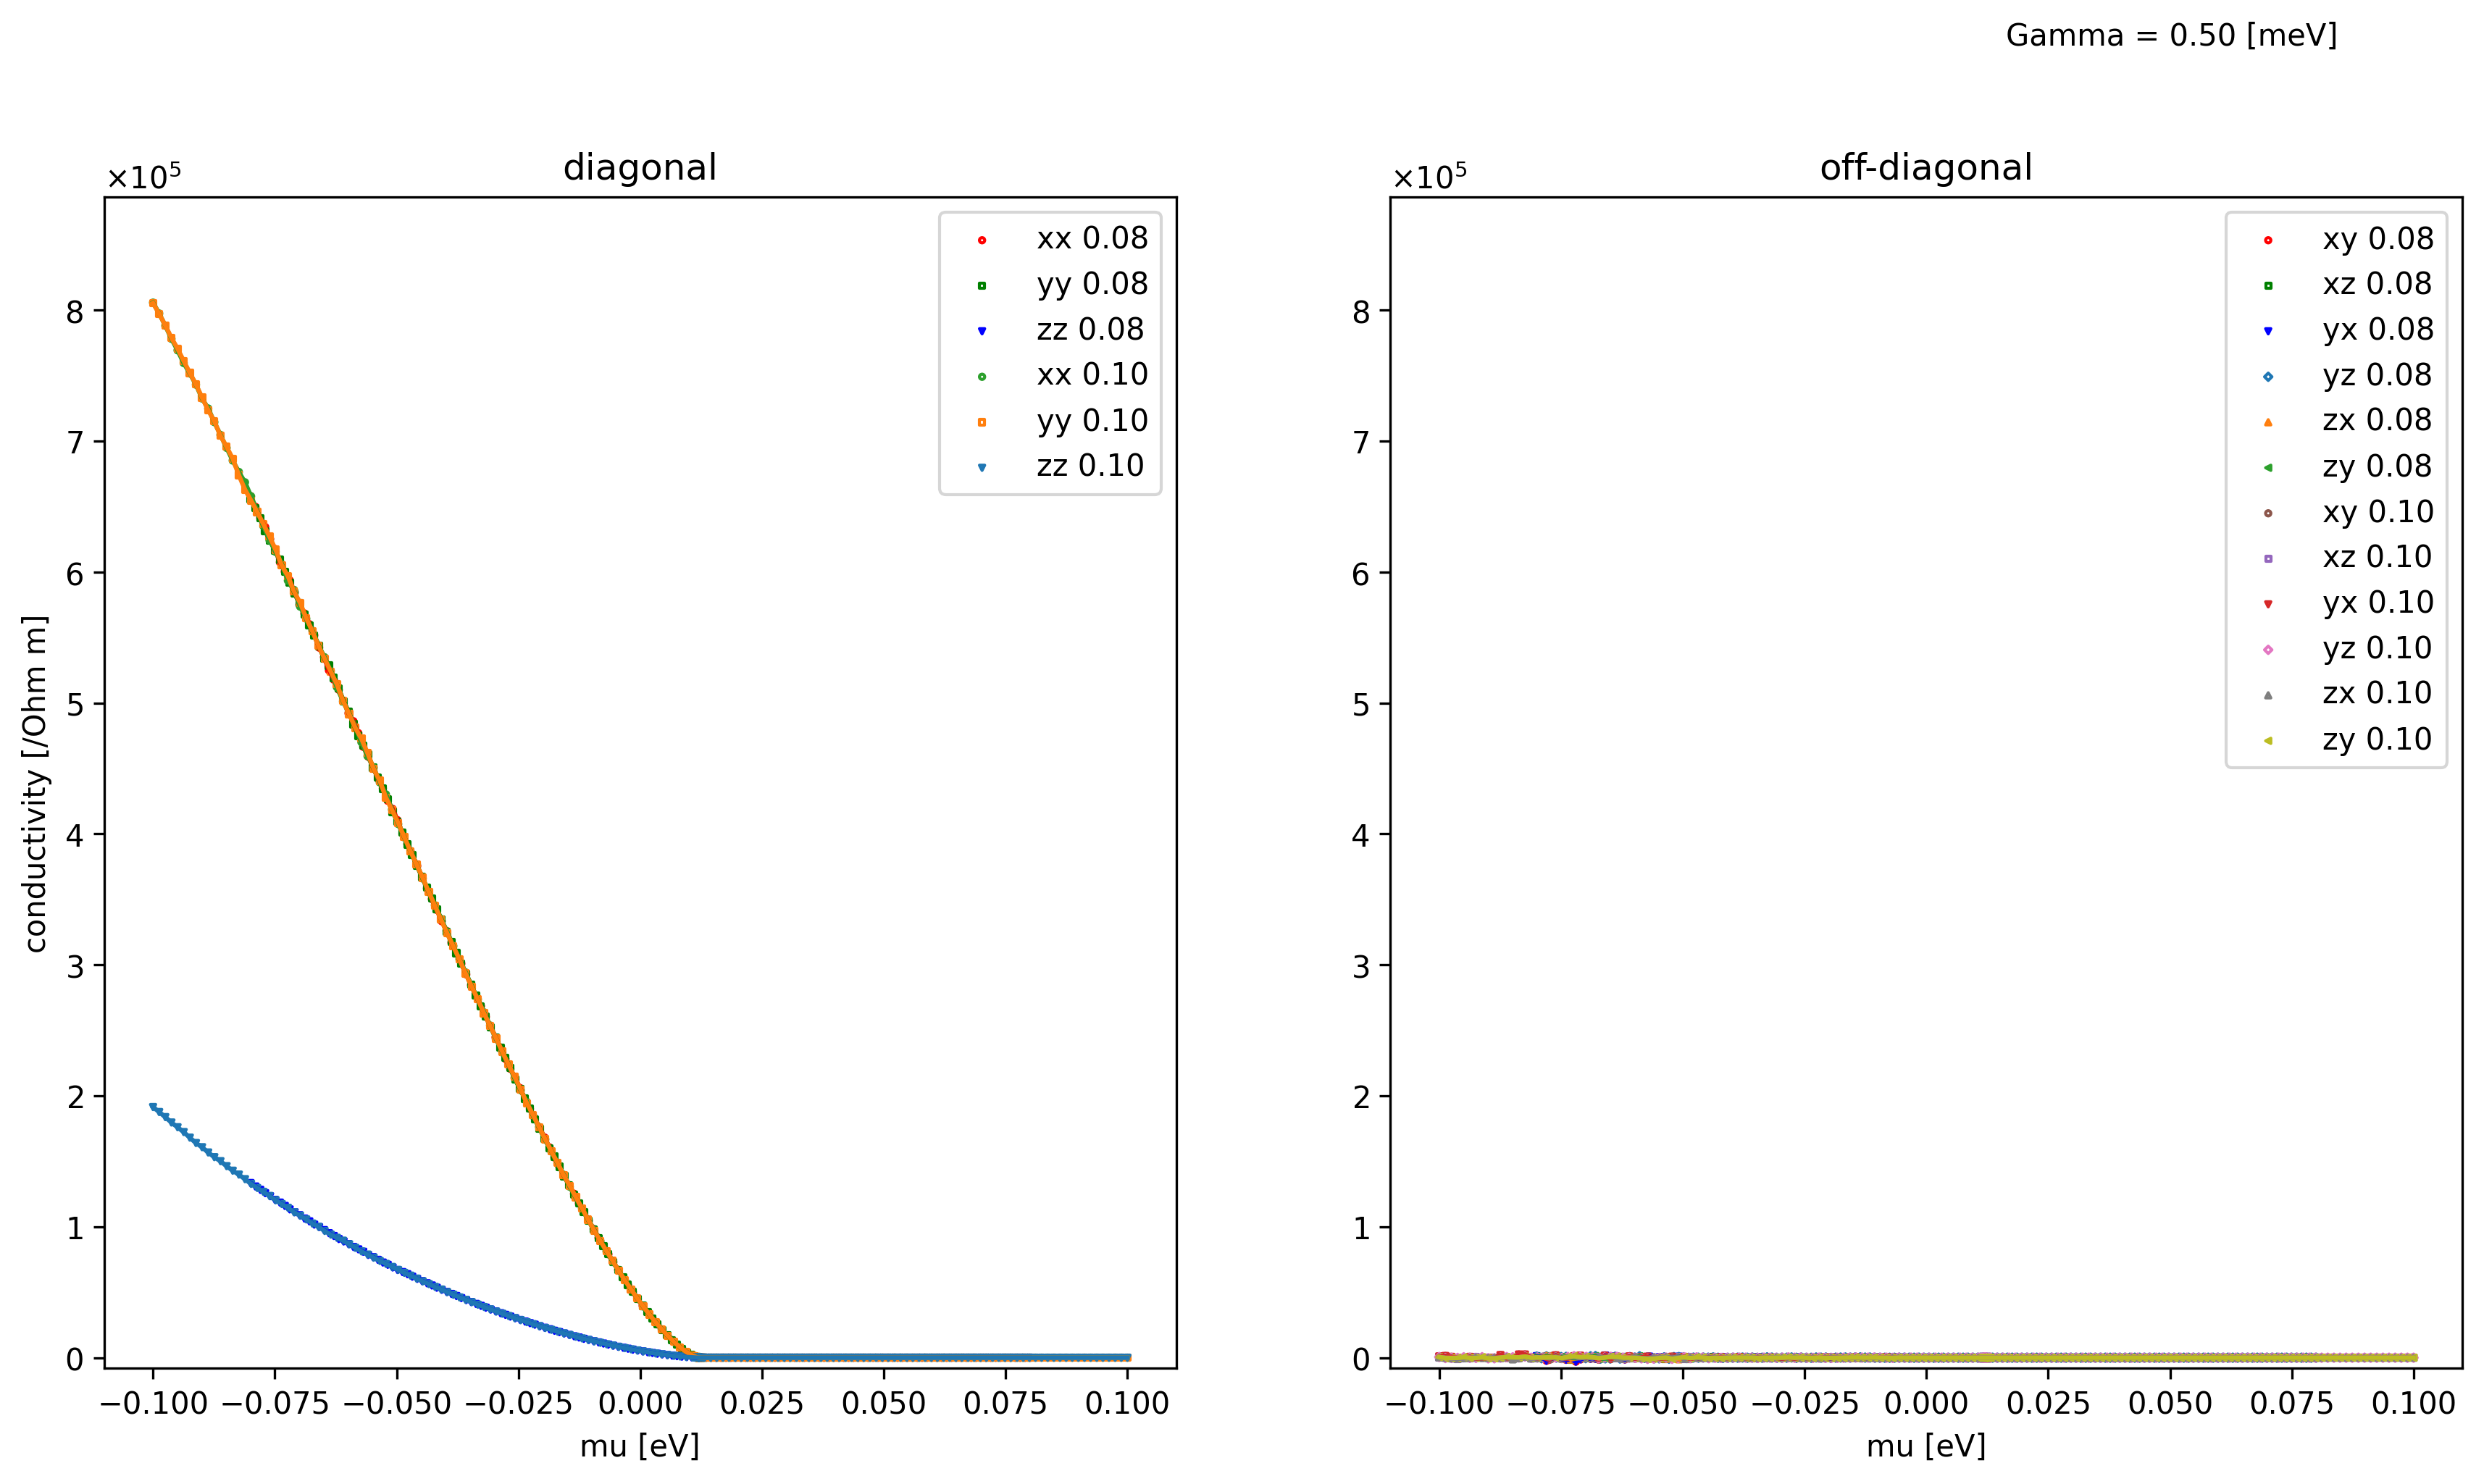 Gamma = 0.50 [meV]
diagonal
×10⁵
xx 0.08
yy 0.08
zz 0.08
xx 0.10
yy 0.10
zz 0.10
8
7
6
5
4
3
2
1
0
conductivity [/Ohm m]
−0.100 −0.075 −0.050 −0.025 0.000 0.025 0.050 0.075 0.100
mu [eV]
off-diagonal
×10⁵
xy 0.08
xz 0.08
yx 0.08
yz 0.08
zx 0.08
zy 0.08
xy 0.10
xz 0.10
yx 0.10
yz 0.10
zx 0.10
zy 0.10
8
7
6
5
4
3
2
1
0
−0.100 −0.075 −0.050 −0.025 0.000 0.025 0.050 0.075 0.100
mu [eV]